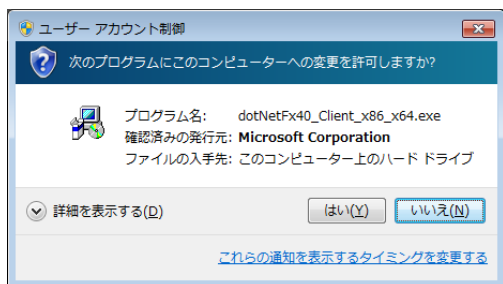 ユーザー アカウント制御
次のプログラムにこのコンピューターへの変更を許可しますか?
プログラム名: dotNetFx40_Client_x86_x64.exe
確認済みの発行元: Microsoft Corporation
ファイルの入手先: このコンピューター上のハード ドライブ
詳細を表示する(D) はい(Y) いいえ(N)
これらの通知を表示するタイミングを変更する